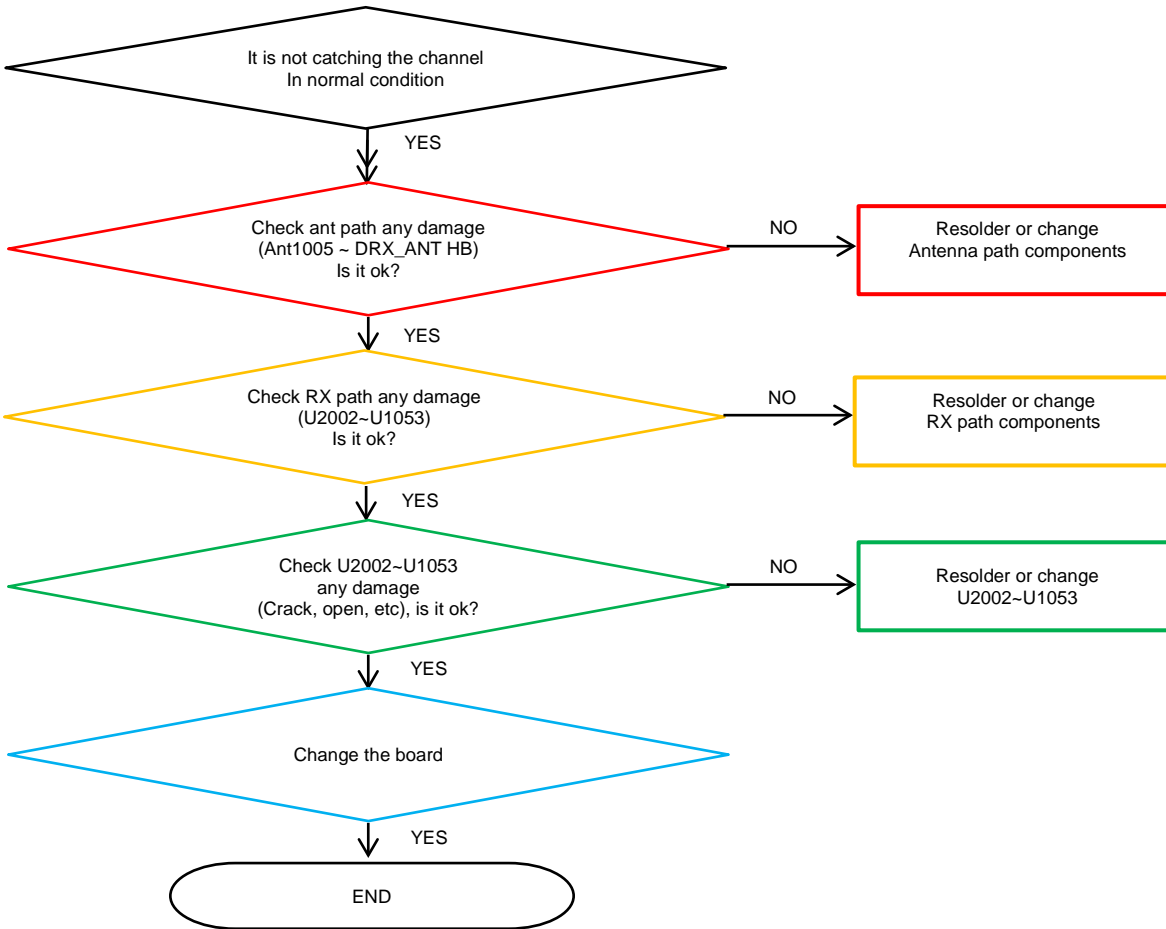 It is not catching the channel
In normal condition
YES
Check ant path any damage
(Ant1005 ~ DRX_ANT HB)
Is it ok?
NO
Resolder or change
Antenna path components
YES
Check RX path any damage
(U2002~U1053)
Is it ok?
NO
Resolder or change
RX path components
YES
Check U2002~U1053
any damage
(Crack, open, etc), is it ok?
NO
Resolder or change
U2002~U1053
YES
Change the board
YES
END